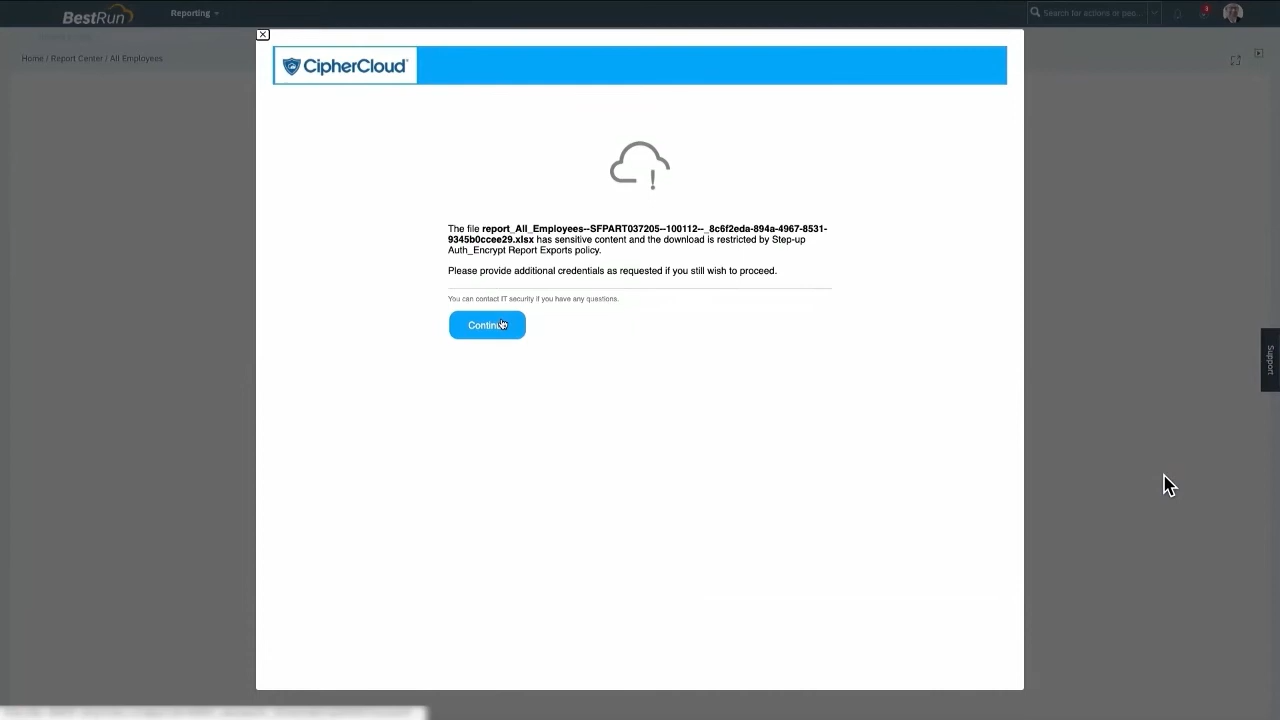 BestRun
Reporting
Search for actions or peo...
1
Home / Report Center / All Employees
CipherCloud
The file report_All_Employees--SFPART037205--100112--_8c6f2eda-894a-4967-8531-
9345b0ccee29.xlsx has sensitive content and the download is restricted by Step-up
Auth_Encrypt Report Exports policy.
Please provide additional credentials as requested if you still wish to proceed.
You can contact IT security if you have any questions.
Continue
Support